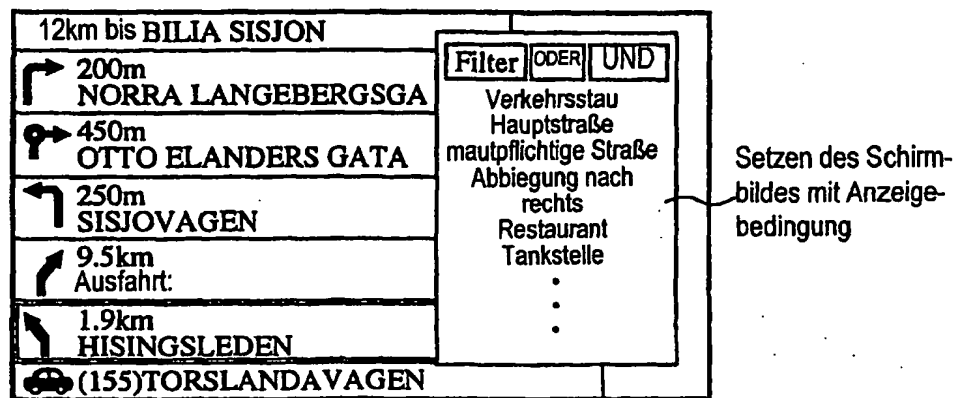 12km bis BILIA SISJON
200m
NORRA LANGEBERGSGA
450m
OTTO ELANDERS GATA
250m
SISJOVAGEN
9.5km
Ausfahrt:
1.9km
HISINGSLEDEN
(155)TORSLANDAVAGEN
Filter ODER UND
Verkehrsstau
Hauptstraße
mautpflichtige Straße
Abbiegung nach
rechts
Restaurant
Tankstelle
Setzen des Schirm-
bildes mit Anzeige-
bedingung